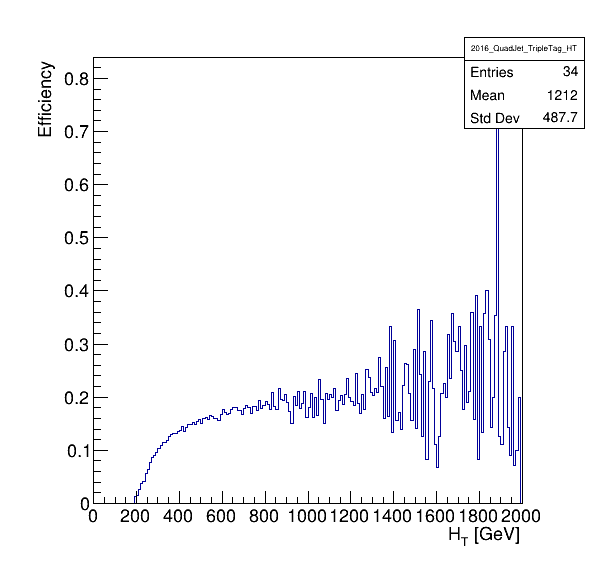 2016_QuadJet_TripleTag_HT
Entries 34
Mean 1212
Std Dev 487.7
Efficiency
0.8
0.7
0.6
0.5
0.4
0.3
0.2
0.1
0
0 200 400 600 800 1000 1200 1400 1600 1800 2000
H_T [GeV]